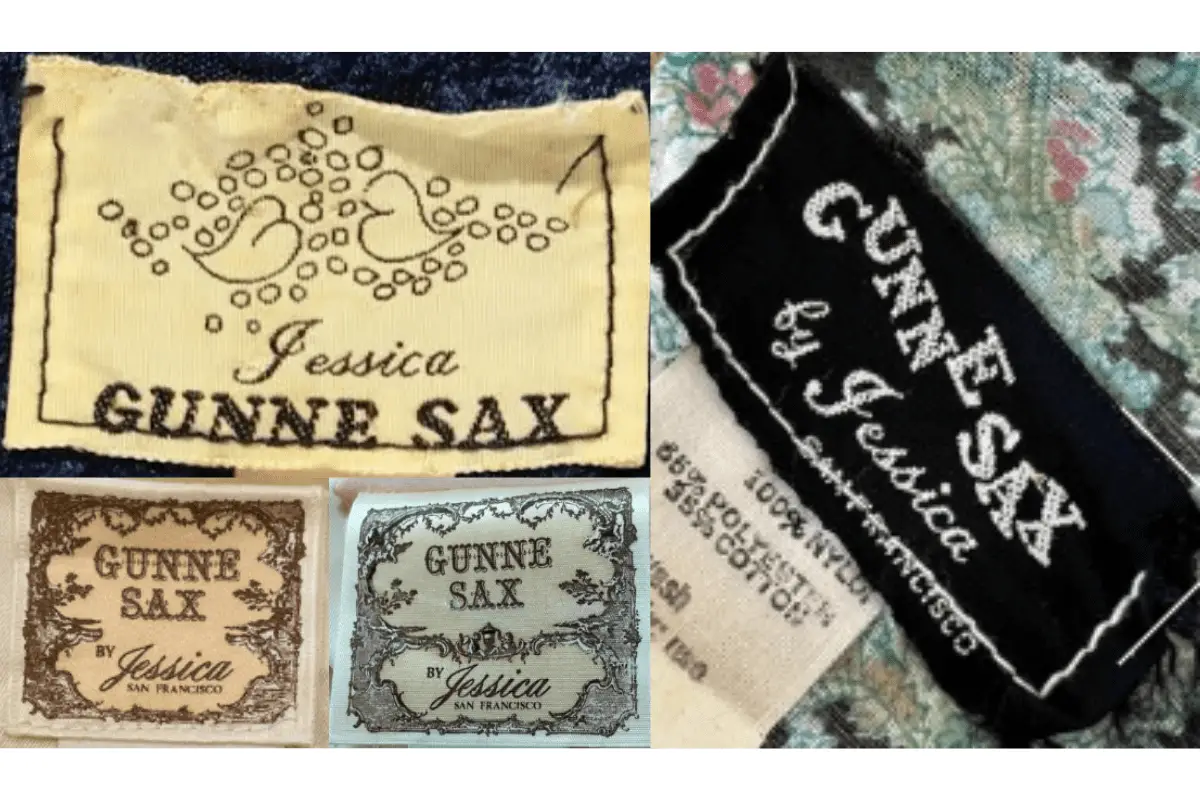 Jessica
GUNNE SAX
GUNNE
SAX
BY Jessica
SAN FRANCISCO
GUNNE
SAX
BY Jessica
SAN FRANCISCO
GUNNE SAX
by Jessica
SAN FRANCISCO
100% NYLON
65% POLYESTER
35% COTTON